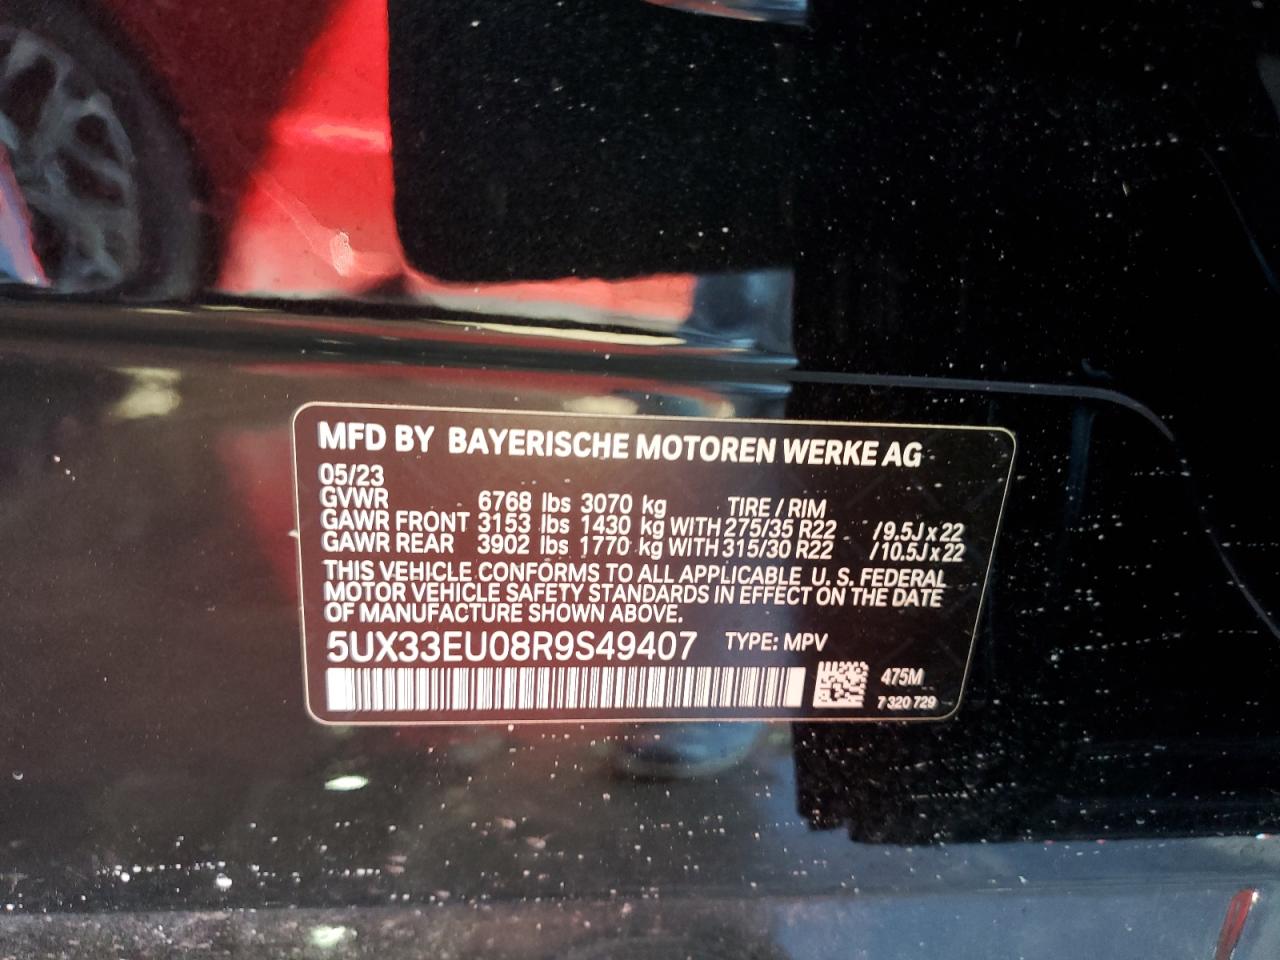 MFD BY BAYERISCHE MOTOREN WERKE AG
05/23
GVWR 6768 lbs 3070 kg TIRE / RIM
GAWR FRONT 3153 lbs 1430 kg WITH 275/35 R22 /9.5J x 22
GAWR REAR 3902 lbs 1770 kg WITH 315/30 R22 /10.5J x 22
THIS VEHICLE CONFORMS TO ALL APPLICABLE U. S. FEDERAL
MOTOR VEHICLE SAFETY STANDARDS IN EFFECT ON THE DATE
OF MANUFACTURE SHOWN ABOVE.
5UX33EU08R9S49407 TYPE: MPV
475M
7 320 729